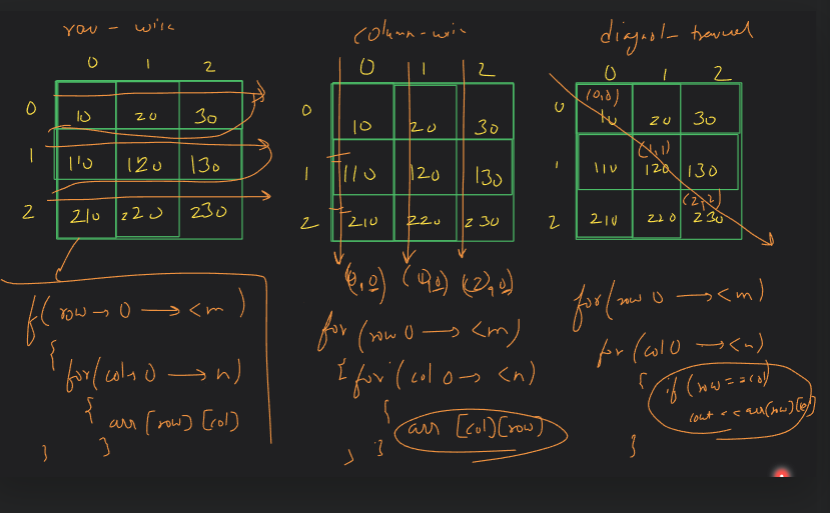 row - wise
0 1 2
0 10 20 30
1 110 120 130
2 210 220 230
f( row → 0 → < m )
{
for( col → 0 → n )
{
arr [row] [col]
}
}
column - wise
0 1 2
0 10 20 30
1 110 120 130
2 210 220 230
(0,0) (1,0) (2,0)
for (row 0 → < m)
{ for ( col 0 → < n)
{
arr [col][row]
}
}
diagnol - travesel
0 1 2
(0,0)
0 10 20 30
(1,1)
1 110 120 130
(2,2)
2 210 220 230
for( row 0 → < m )
for ( col 0 → < n )
{ if ( row == col)
cout << arr[row][col]
}